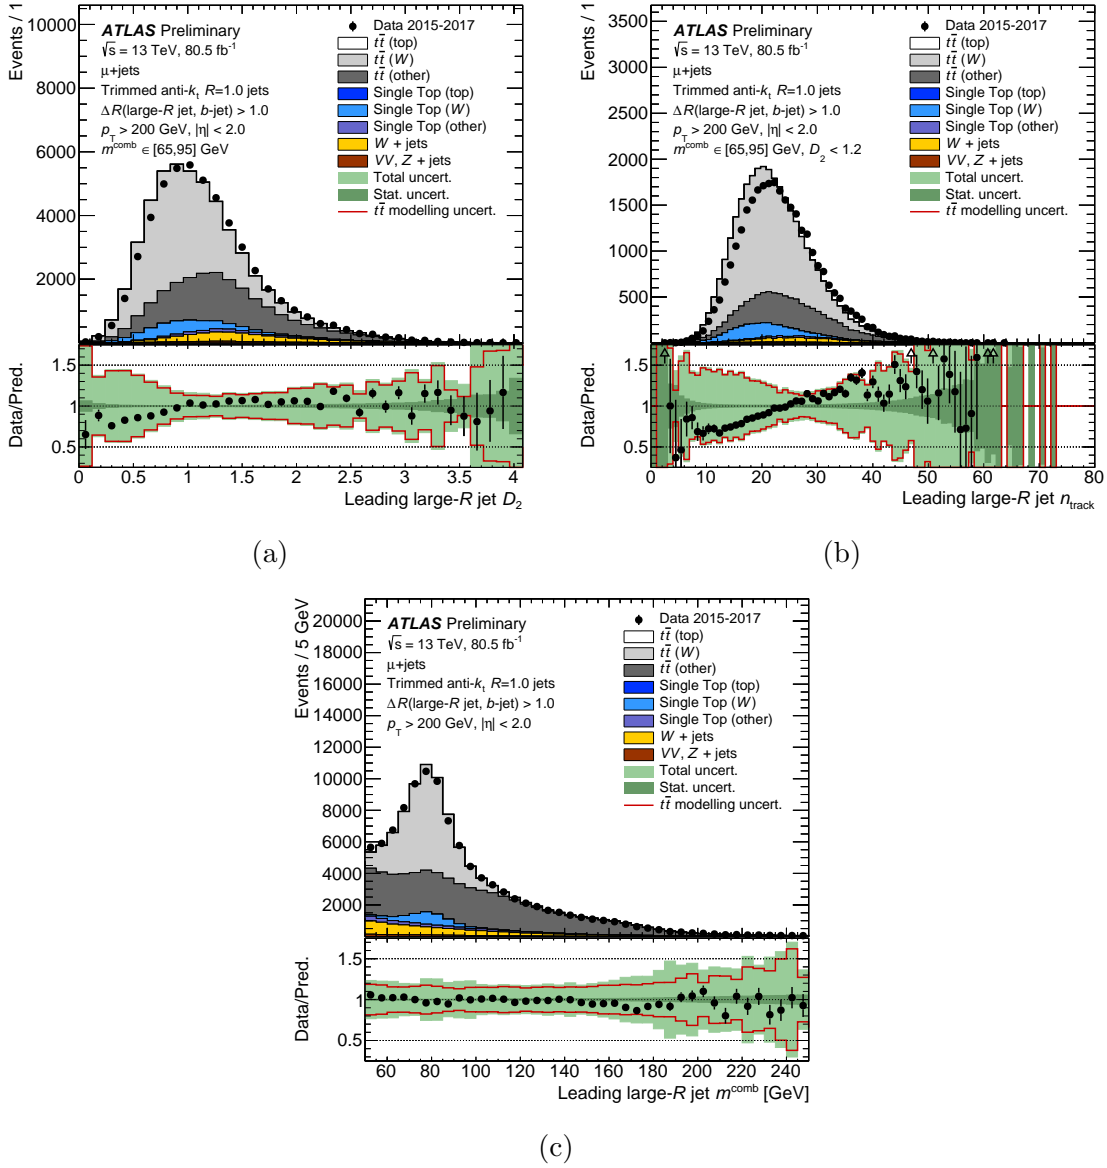 Events / 1
10000
8000
6000
4000
2000
ATLAS Preliminary
√s = 13 TeV, 80.5 fb⁻¹
μ+jets
Trimmed anti-kₜ R=1.0 jets
ΔR(large-R jet, b-jet) > 1.0
p_T > 200 GeV, |η| < 2.0
m^comb ∈ [65,95] GeV
Data 2015-2017
tt̄ (top)
tt̄ (W)
tt̄ (other)
Single Top (top)
Single Top (W)
Single Top (other)
W + jets
VV, Z + jets
Total uncert.
Stat. uncert.
tt̄ modelling uncert.
Data/Pred.
1.5
1
0.5
0 0.5 1 1.5 2 2.5 3 3.5 4
Leading large-R jet D₂
(a)
Events / 1
3500
3000
2500
2000
1500
1000
500
ATLAS Preliminary
√s = 13 TeV, 80.5 fb⁻¹
μ+jets
Trimmed anti-kₜ R=1.0 jets
ΔR(large-R jet, b-jet) > 1.0
p_T > 200 GeV, |η| < 2.0
m^comb ∈ [65,95] GeV, D₂ < 1.2
Data 2015-2017
tt̄ (top)
tt̄ (W)
tt̄ (other)
Single Top (top)
Single Top (W)
Single Top (other)
W + jets
VV, Z + jets
Total uncert.
Stat. uncert.
tt̄ modelling uncert.
Data/Pred.
1.5
1
0.5
0 10 20 30 40 50 60 70 80
Leading large-R jet n_track
(b)
Events / 5 GeV
20000
18000
16000
14000
12000
10000
8000
6000
4000
2000
ATLAS Preliminary
√s = 13 TeV, 80.5 fb⁻¹
μ+jets
Trimmed anti-kₜ R=1.0 jets
ΔR(large-R jet, b-jet) > 1.0
p_T > 200 GeV, |η| < 2.0
Data 2015-2017
tt̄ (top)
tt̄ (W)
tt̄ (other)
Single Top (top)
Single Top (W)
Single Top (other)
W + jets
VV, Z + jets
Total uncert.
Stat. uncert.
tt̄ modelling uncert.
Data/Pred.
1.5
1
0.5
60 80 100 120 140 160 180 200 220 240
Leading large-R jet m^comb [GeV]
(c)